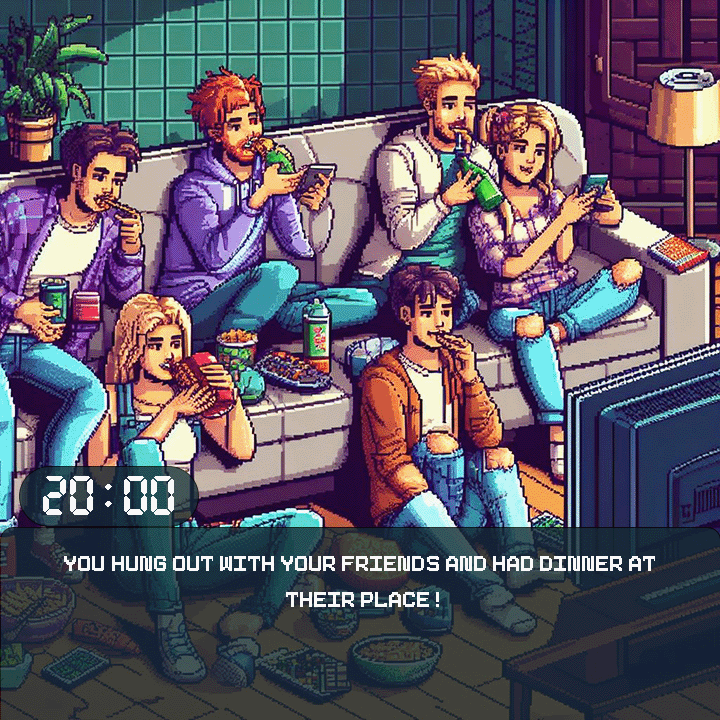 20:00
YOU HUNG OUT WITH YOUR FRIENDS AND HAD DINNER AT
THEIR PLACE!